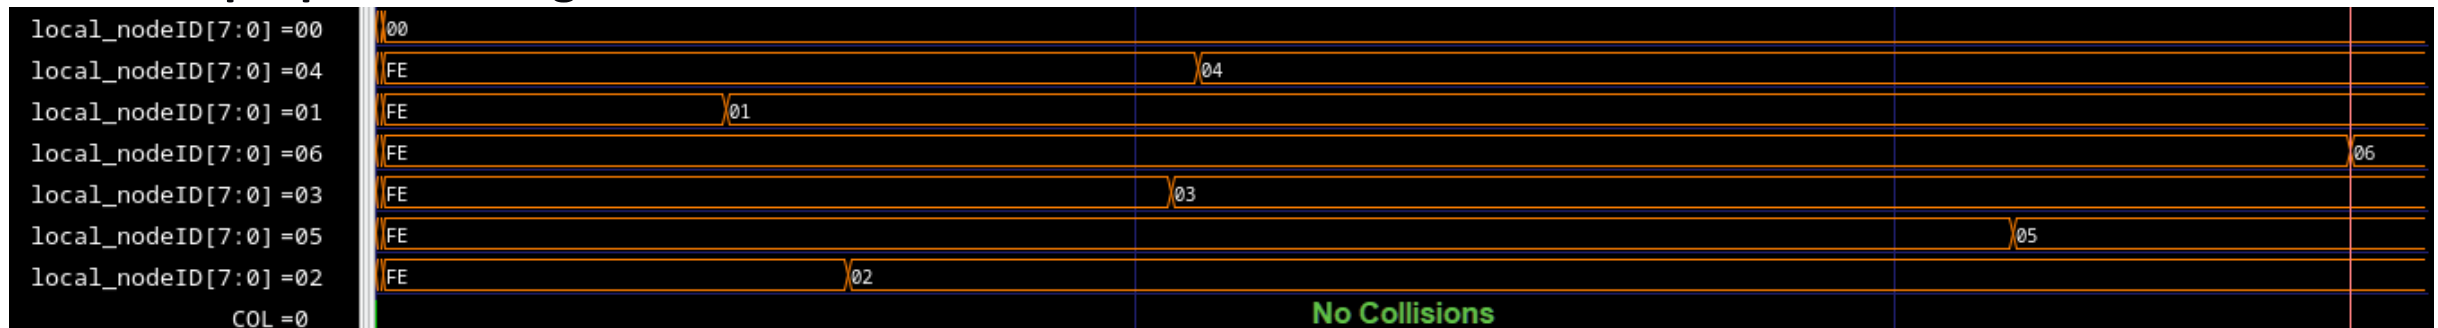 local_nodeID[7:0] =00 00
local_nodeID[7:0] =04 FE 04
local_nodeID[7:0] =01 FE 01
local_nodeID[7:0] =06 FE 06
local_nodeID[7:0] =03 FE 03
local_nodeID[7:0] =05 FE 05
local_nodeID[7:0] =02 FE 02
COL =0 No Collisions